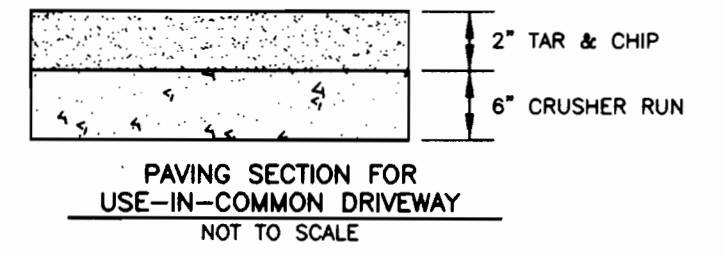 2" TAR & CHIP
6" CRUSHER RUN
PAVING SECTION FOR
USE-IN-COMMON DRIVEWAY
NOT TO SCALE